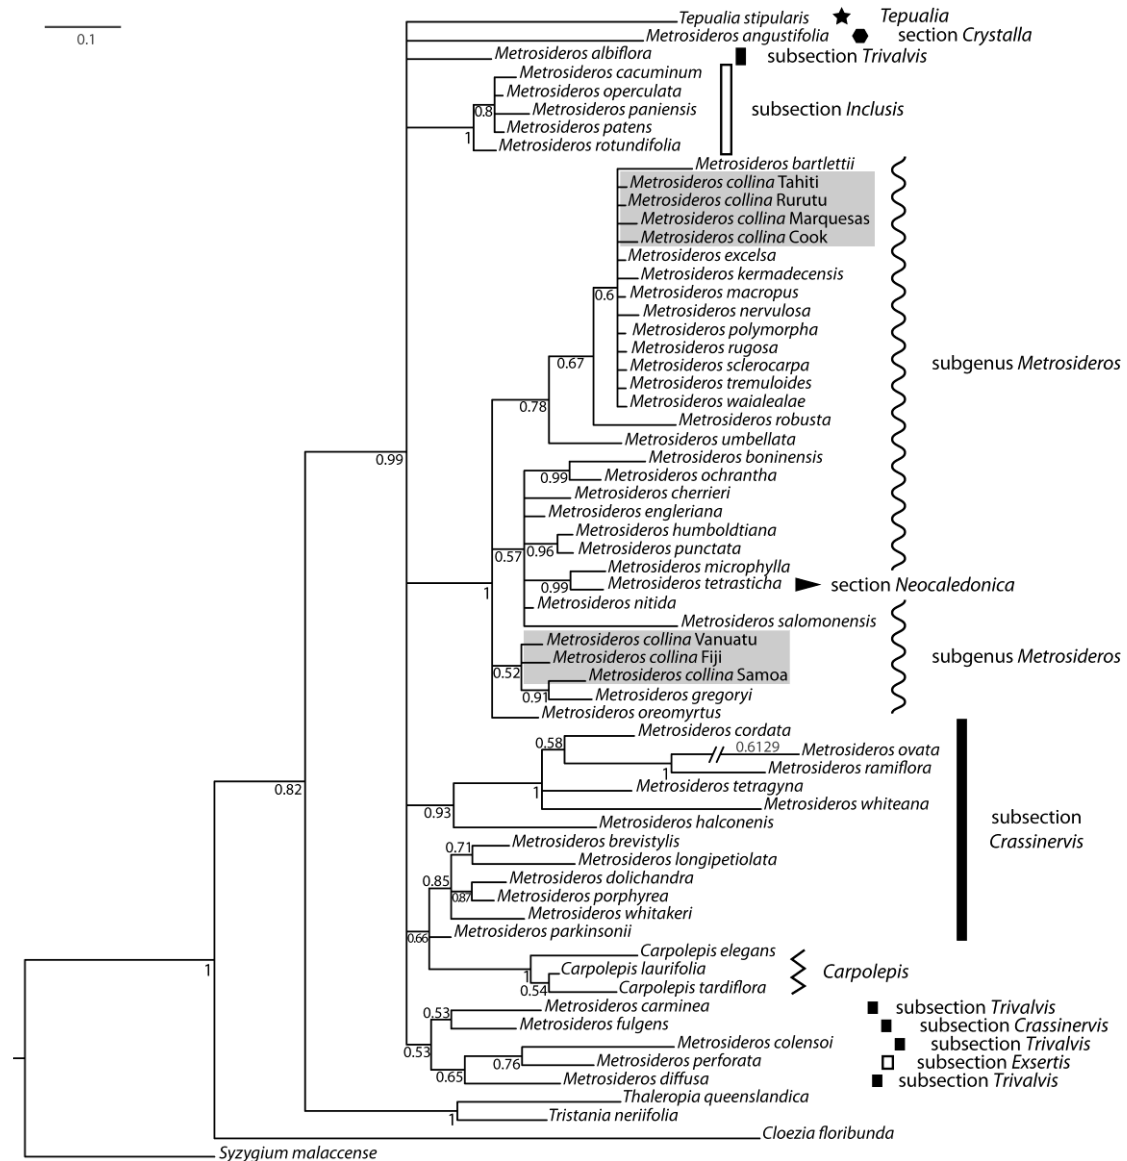 0.1
Tepualia stipularis Tepualia
Metrosideros angustifolia section Crystalla
Metrosideros albiflora subsection Trivalvis
Metrosideros cacuminum
Metrosideros operculata
0.8 Metrosideros paniensis subsection Inclusis
Metrosideros patens
1 Metrosideros rotundifolia
Metrosideros bartlettii
Metrosideros collina Tahiti
Metrosideros collina Rurutu
Metrosideros collina Marquesas
Metrosideros collina Cook
Metrosideros excelsa
Metrosideros kermadecensis
0.6 Metrosideros macropus
Metrosideros nervulosa
Metrosideros polymorpha
Metrosideros rugosa
0.67 Metrosideros sclerocarpa subgenus Metrosideros
Metrosideros tremuloides
0.78 Metrosideros waialealae
Metrosideros robusta
Metrosideros umbellata
0.99 Metrosideros boninensis
0.99 Metrosideros ochrantha
Metrosideros cherrieri
Metrosideros engleriana
Metrosideros humboldtiana
0.57 0.96 Metrosideros punctata
Metrosideros microphylla
1 0.99 Metrosideros tetrasticha section Neocaledonica
Metrosideros nitida
Metrosideros salomonensis
Metrosideros collina Vanuatu
Metrosideros collina Fiji subgenus Metrosideros
0.52 Metrosideros collina Samoa
0.91 Metrosideros gregoryi
Metrosideros oreomyrtus
Metrosideros cordata
0.58 0.6129 Metrosideros ovata
1 Metrosideros ramiflora
0.82 1 Metrosideros tetragyna
Metrosideros whiteana
0.93 Metrosideros halconenis subsection
Metrosideros brevistylis Crassinervis
0.71 Metrosideros longipetiolata
0.85 Metrosideros dolichandra
0.87 Metrosideros porphyrea
Metrosideros whitakeri
0.66 Metrosideros parkinsonii
Carpolepis elegans
1 1 Carpolepis laurifolia Carpolepis
0.54 Carpolepis tardiflora
Metrosideros carminea subsection Trivalvis
0.53 Metrosideros fulgens subsection Crassinervis
0.53 Metrosideros colensoi subsection Trivalvis
0.76 Metrosideros perforata subsection Exsertis
0.65 Metrosideros diffusa subsection Trivalvis
Thaleropia queenslandica
1 Tristania neriifolia
Cloezia floribunda
Syzygium malaccense